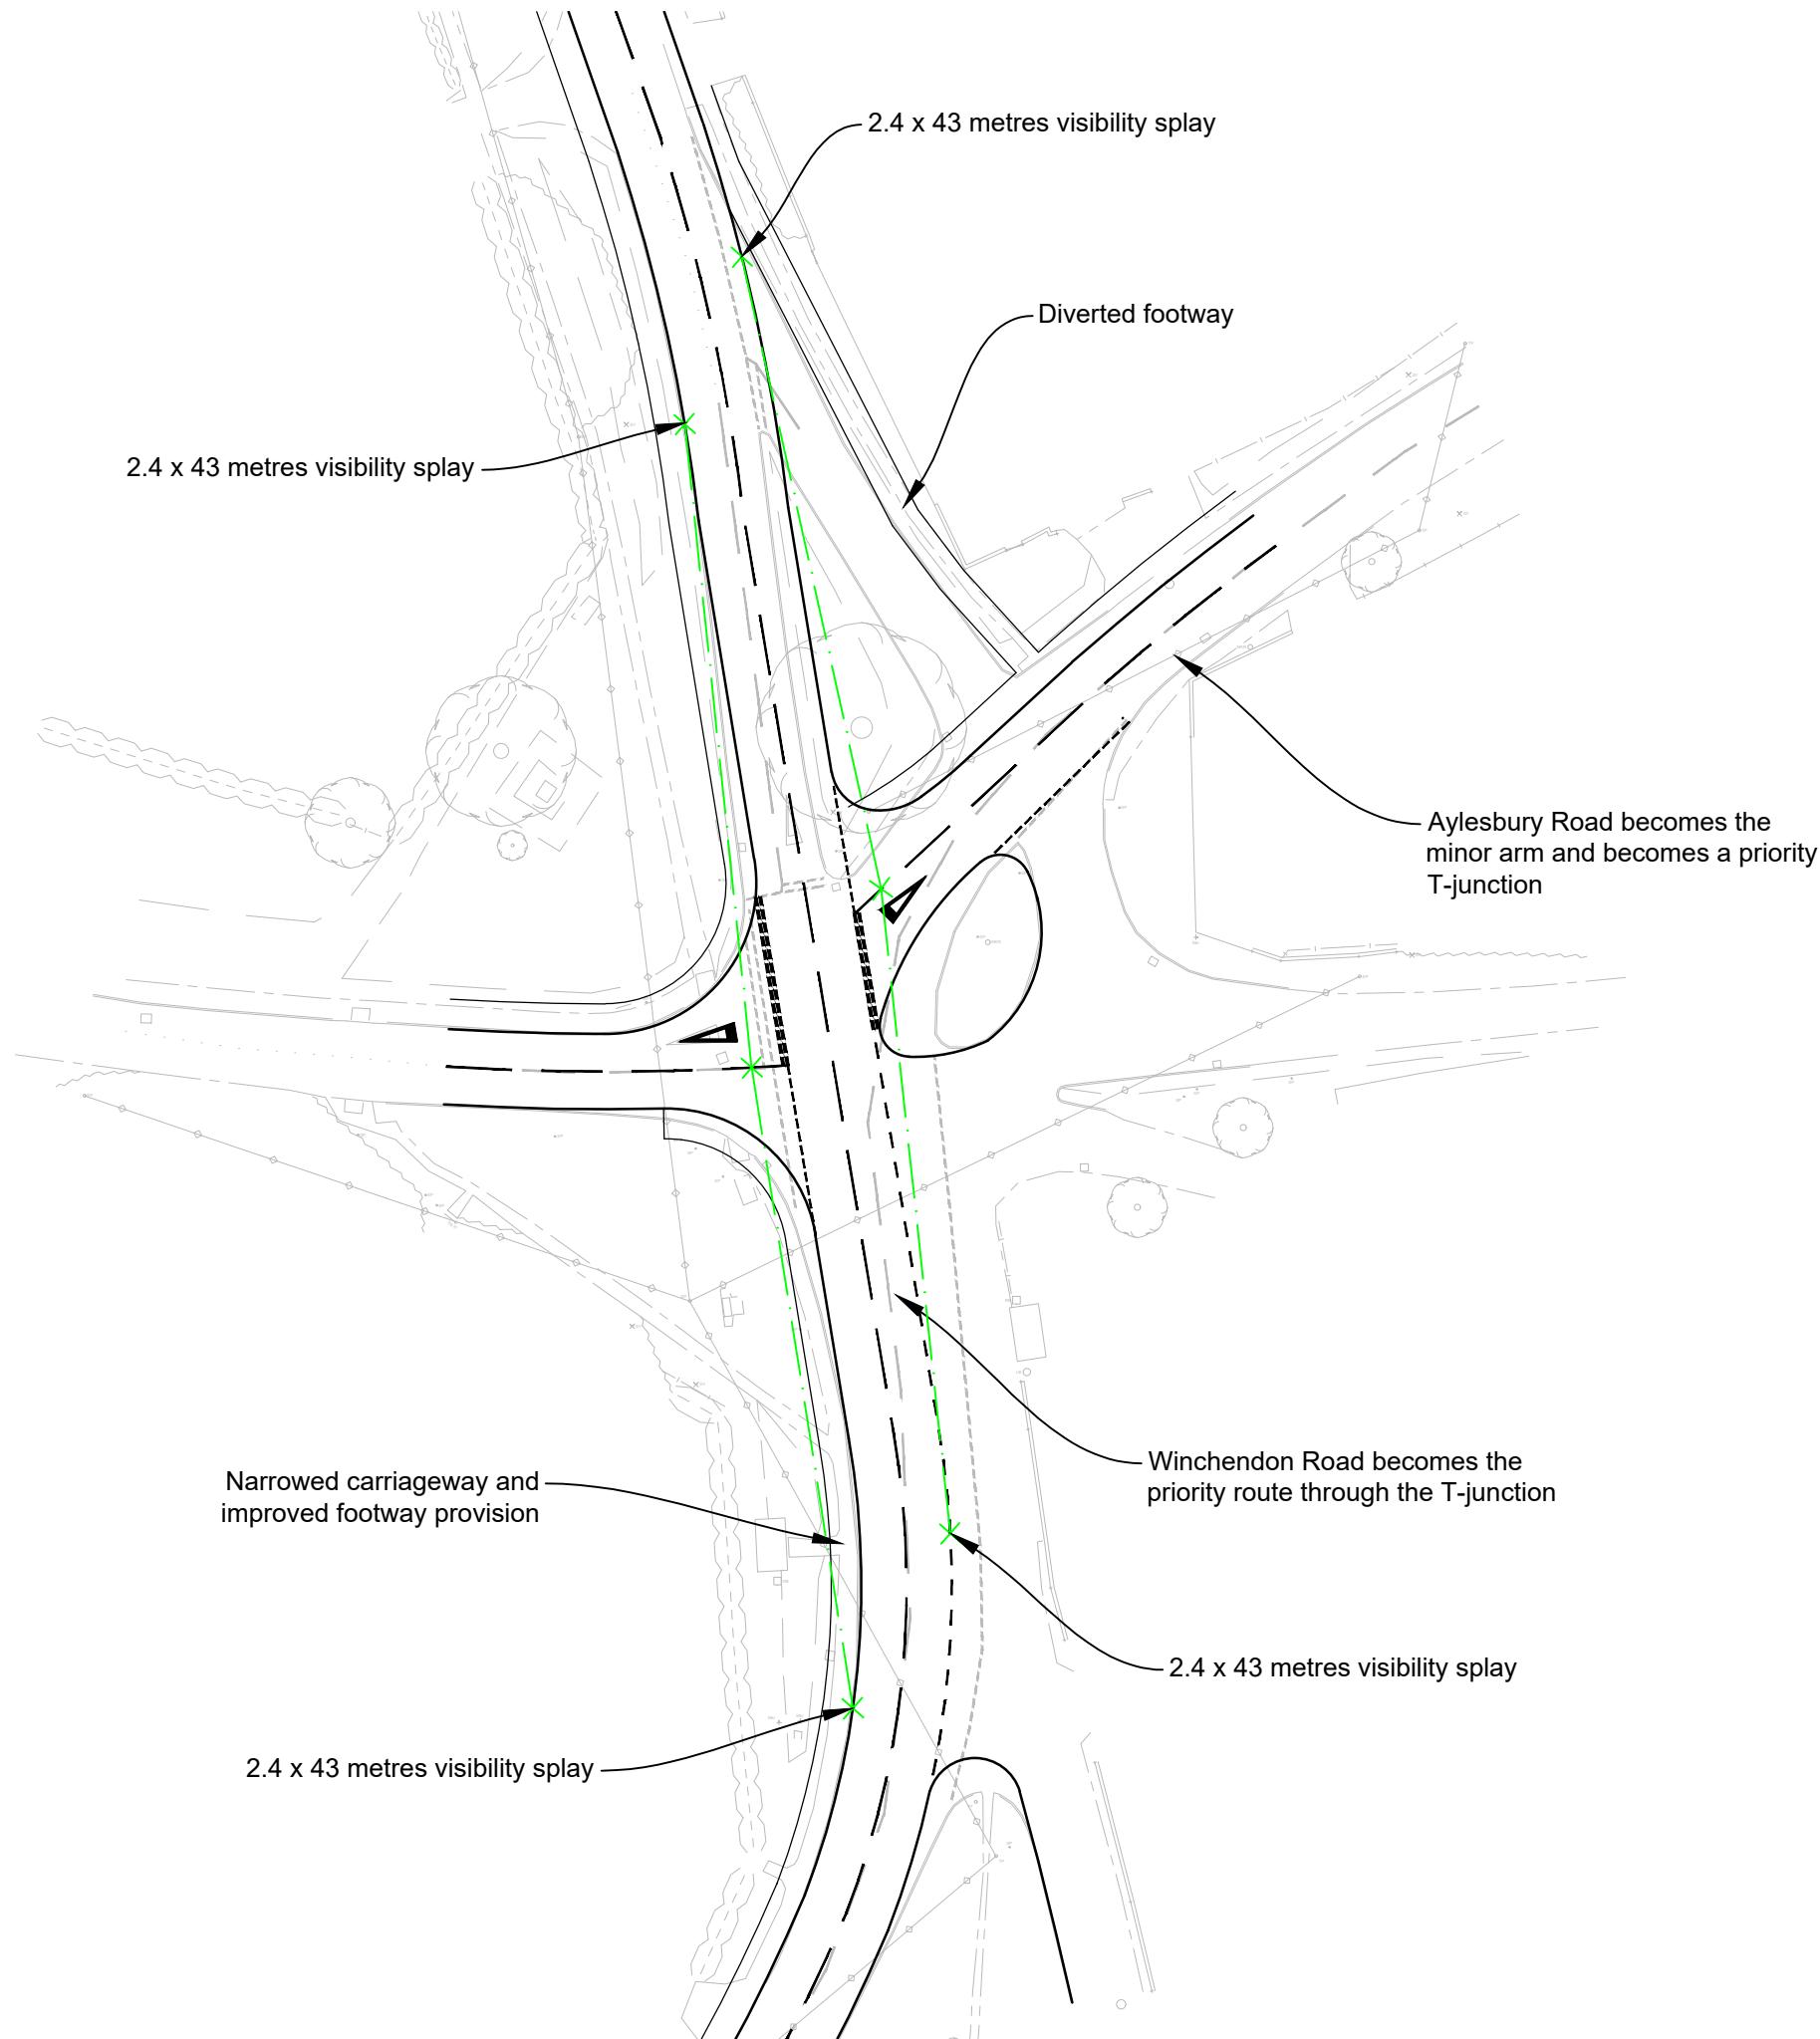 2.4 x 43 metres visibility splay
Diverted footway
2.4 x 43 metres visibility splay
Aylesbury Road becomes the
minor arm and becomes a priority
T-junction
Winchendon Road becomes the
priority route through the T-junction
Narrowed carriageway and
improved footway provision
2.4 x 43 metres visibility splay
2.4 x 43 metres visibility splay